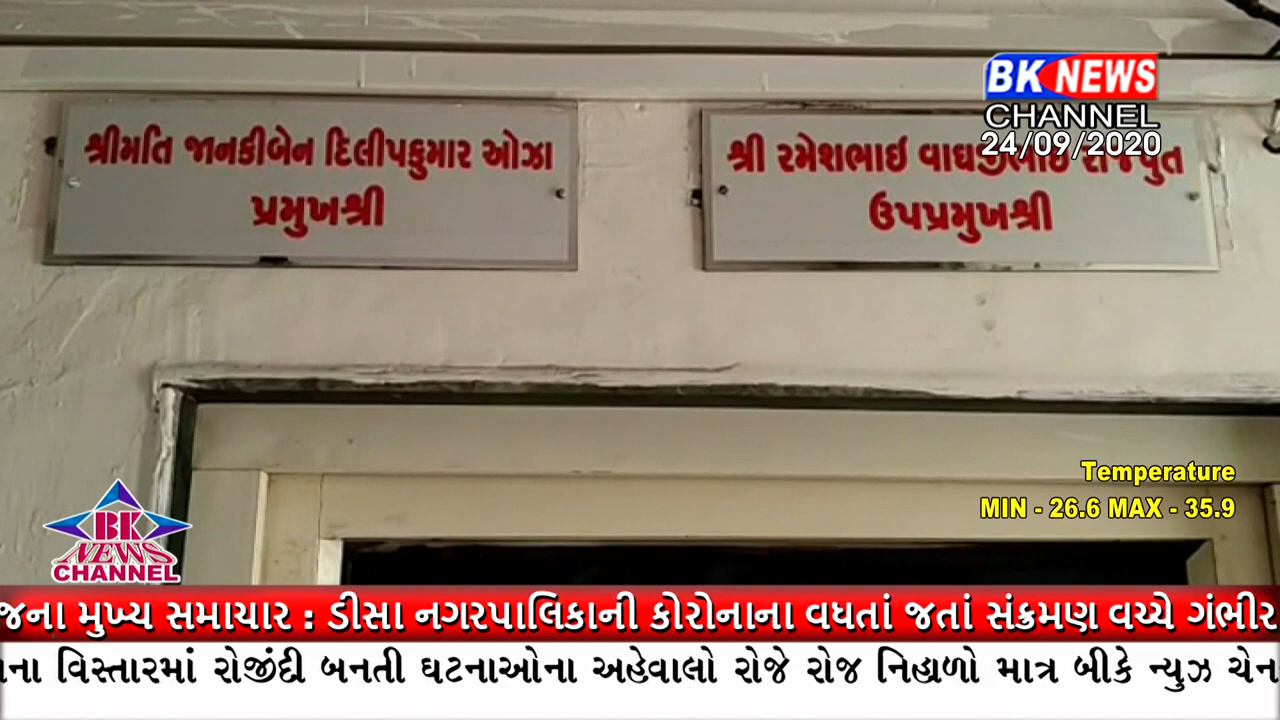 શ્રીમતિ જાનકીબેન દિલીપકુમાર ઓઝા
પ્રમુખશ્રી
શ્રી રમેશભાઇ વાઘજીભાઇ રાજપુત
ઉપપ્રમુખશ્રી
BK NEWS
CHANNEL
24/09/2020
Temperature
MIN - 26.6 MAX - 35.9
BK
NEWS
CHANNEL
જના મુખ્ય સમાચાર : ડીસા નગરપાલિકાની કોરોનાના વધતાં જતાં સંક્રમણ વચ્ચે ગંભીર
ના વિસ્તારમાં રોજીંદી બનતી ઘટનાઓના અહેવાલો રોજે રોજ નિહાળો માત્ર બીકે ન્યુઝ ચેન